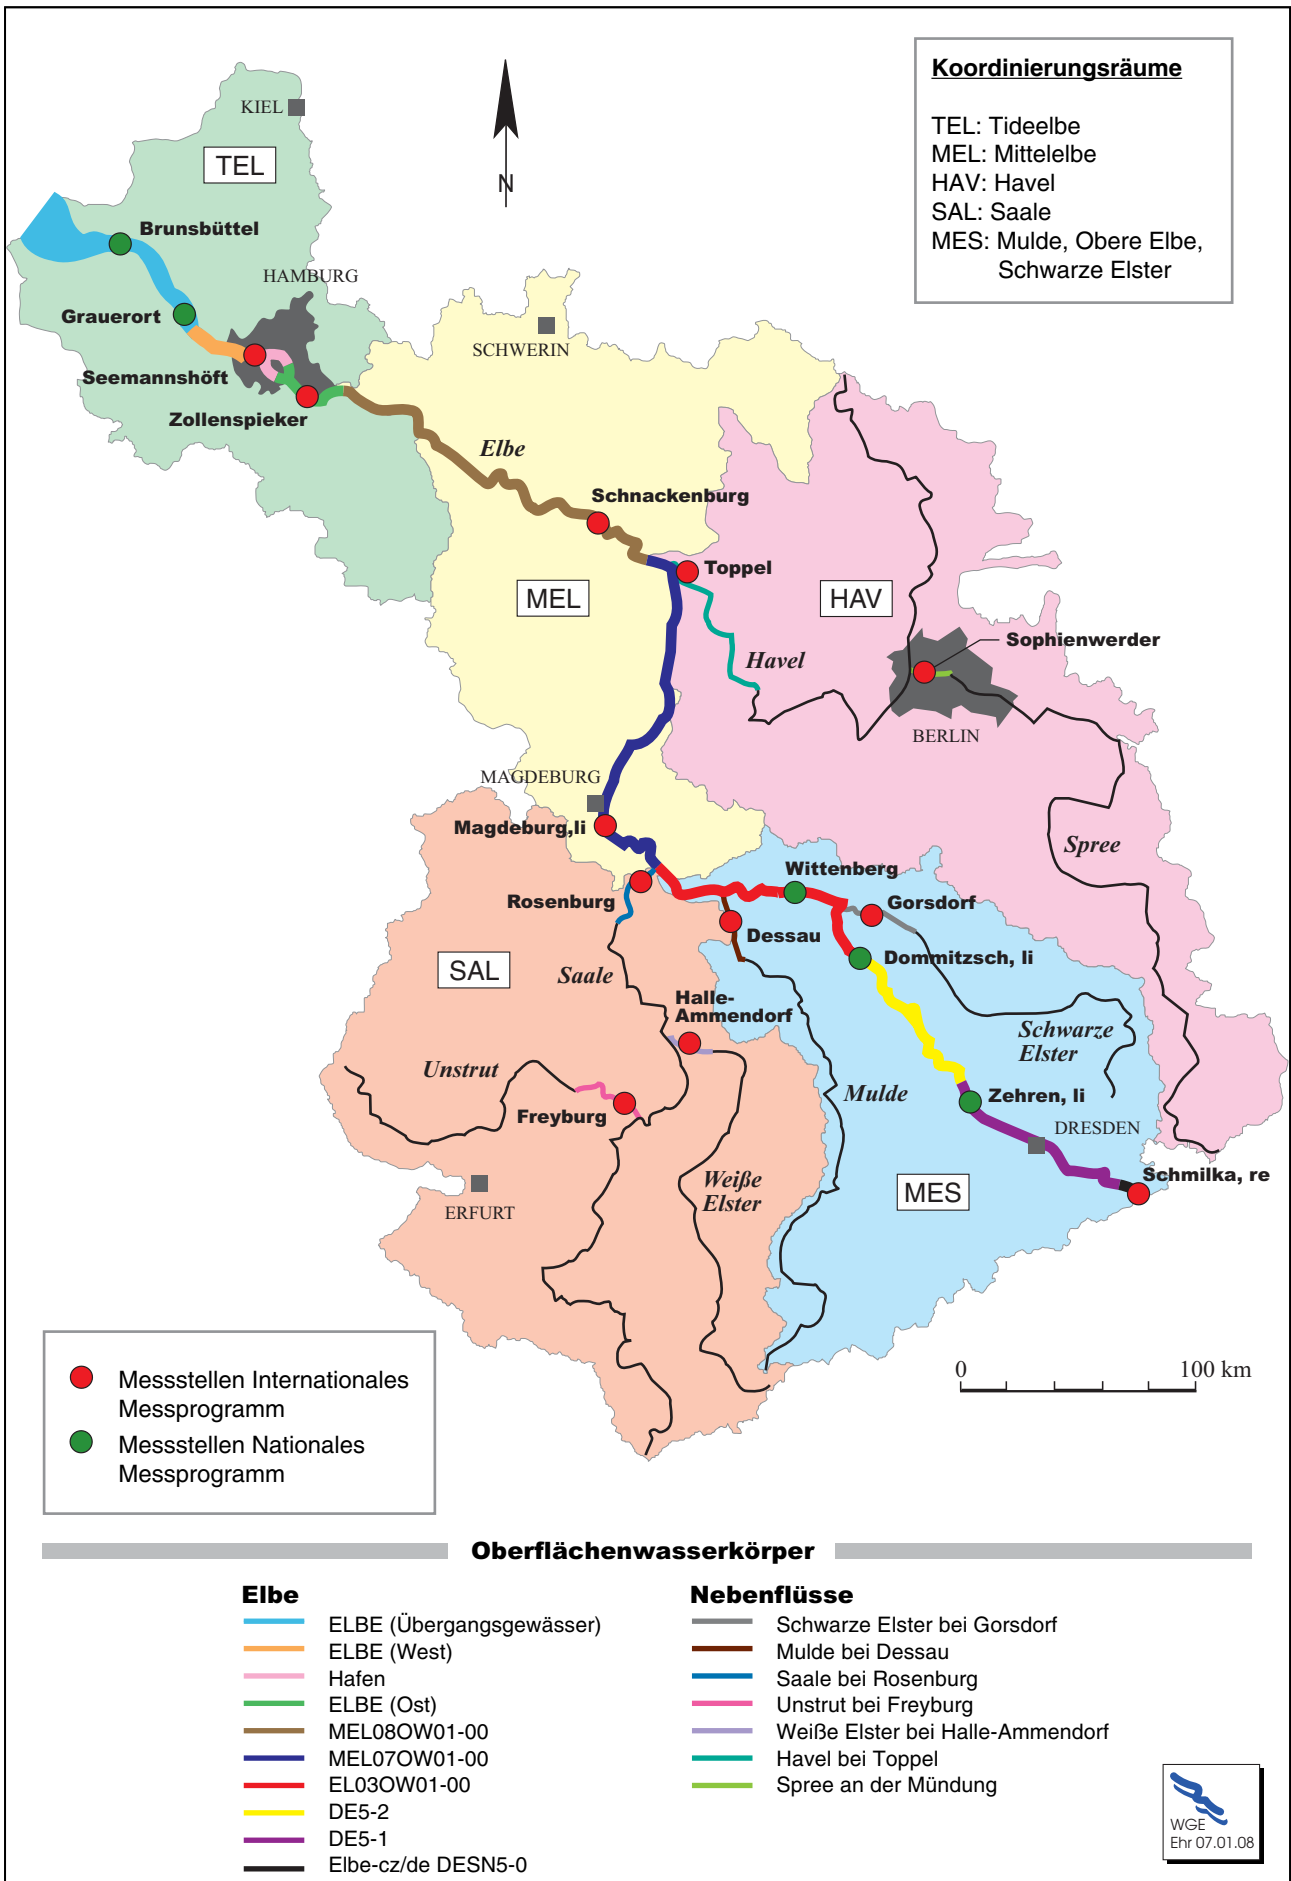 Koordinierungsräume
TEL: Tideelbe
MEL: Mittelelbe
HAV: Havel
SAL: Saale
MES: Mulde, Obere Elbe,
Schwarze Elster
KIEL
TEL
N
Brunsbüttel
HAMBURG
Grauerort
SCHWERIN
Seemannshöft
Zollenspieker
Elbe
Schnackenburg
Toppel
MEL
HAV
Sophienwerder
Havel
BERLIN
MAGDEBURG
Magdeburg,li
Spree
Wittenberg
Rosenburg
Gorsdorf
Dessau
Dommitzsch, li
SAL
Saale
Halle-
Ammendorf
Schwarze
Elster
Unstrut
Mulde
Zehren, li
Freyburg
DRESDEN
Schmilka, re
Weiße
Elster
MES
ERFURT
0 100 km
Messstellen Internationales
Messprogramm
Messstellen Nationales
Messprogramm
Oberflächenwasserkörper
Elbe
ELBE (Übergangsgewässer)
ELBE (West)
Hafen
ELBE (Ost)
MEL08OW01-00
MEL07OW01-00
EL03OW01-00
DE5-2
DE5-1
Elbe-cz/de DESN5-0
Nebenflüsse
Schwarze Elster bei Gorsdorf
Mulde bei Dessau
Saale bei Rosenburg
Unstrut bei Freyburg
Weiße Elster bei Halle-Ammendorf
Havel bei Toppel
Spree an der Mündung
WGE
Ehr 07.01.08